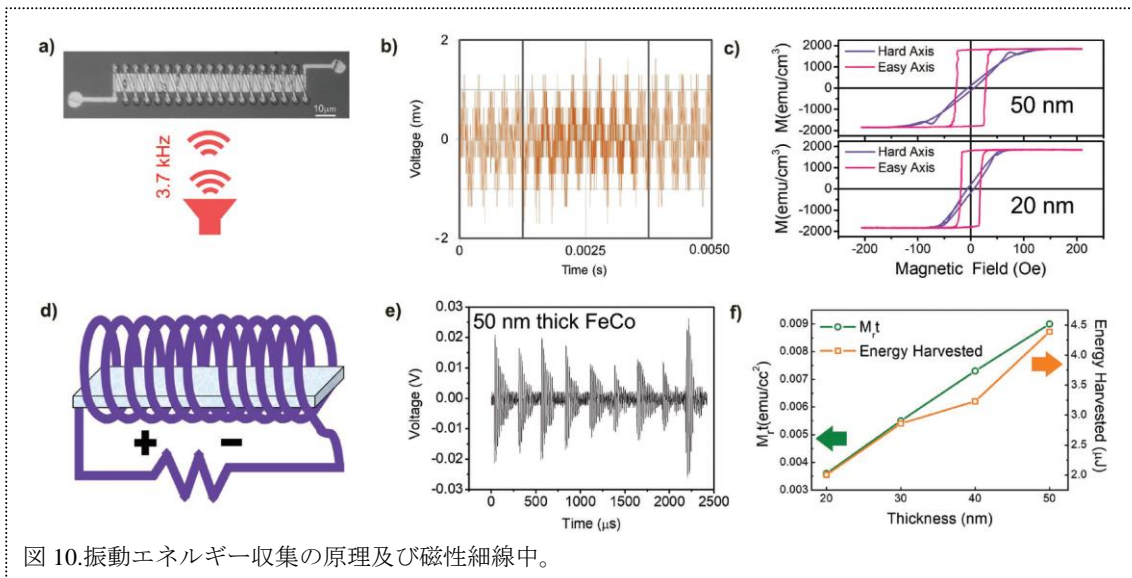 a)
10μm
3.7 kHz
b)
2
1
0
-1
-2
Voltage (mv)
0
0.0025
0.0050
Time (s)
c)
2000
1000
0
-1000
-2000
M(emu/cm³)
Hard Axis
Easy Axis
50 nm
2000
1000
0
-1000
-2000
M(emu/cm³)
Hard Axis
Easy Axis
20 nm
-200
-100
0
100
200
Magnetic Field (Oe)
d)
+
-
e)
50 nm thick FeCo
0.03
0.02
0.01
0.00
-0.01
-0.02
-0.03
Voltage (V)
0
500
1000
1500
2000
2500
Time (μs)
f)
Mᵣt
Energy Harvested
0.009
0.008
0.007
0.006
0.005
0.004
0.003
Mᵣt(emu/cc²)
4.5
4.0
3.5
3.0
2.5
2.0
Energy Harvested (μJ)
20
30
40
50
Thickness (nm)
図 10.振動エネルギー収集の原理及び磁性細線中。